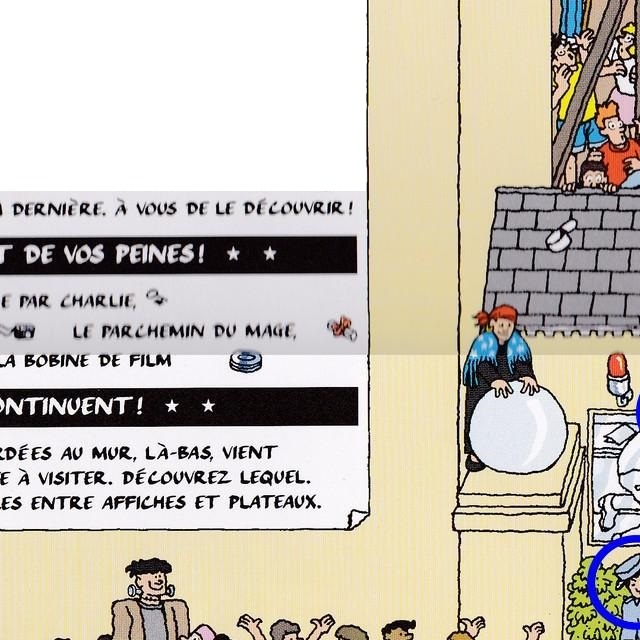 DERNIÈRE. À VOUS DE LE DÉCOUVRIR!
T DE VOS PEINES! ★ ★
E PAR CHARLIE,
LE PARCHEMIN DU MAGE,
LA BOBINE DE FILM
ONTINUENT! ★ ★
RDÉES AU MUR, LÀ-BAS, VIENT
E À VISITER. DÉCOUVREZ LEQUEL.
LES ENTRE AFFICHES ET PLATEAUX.